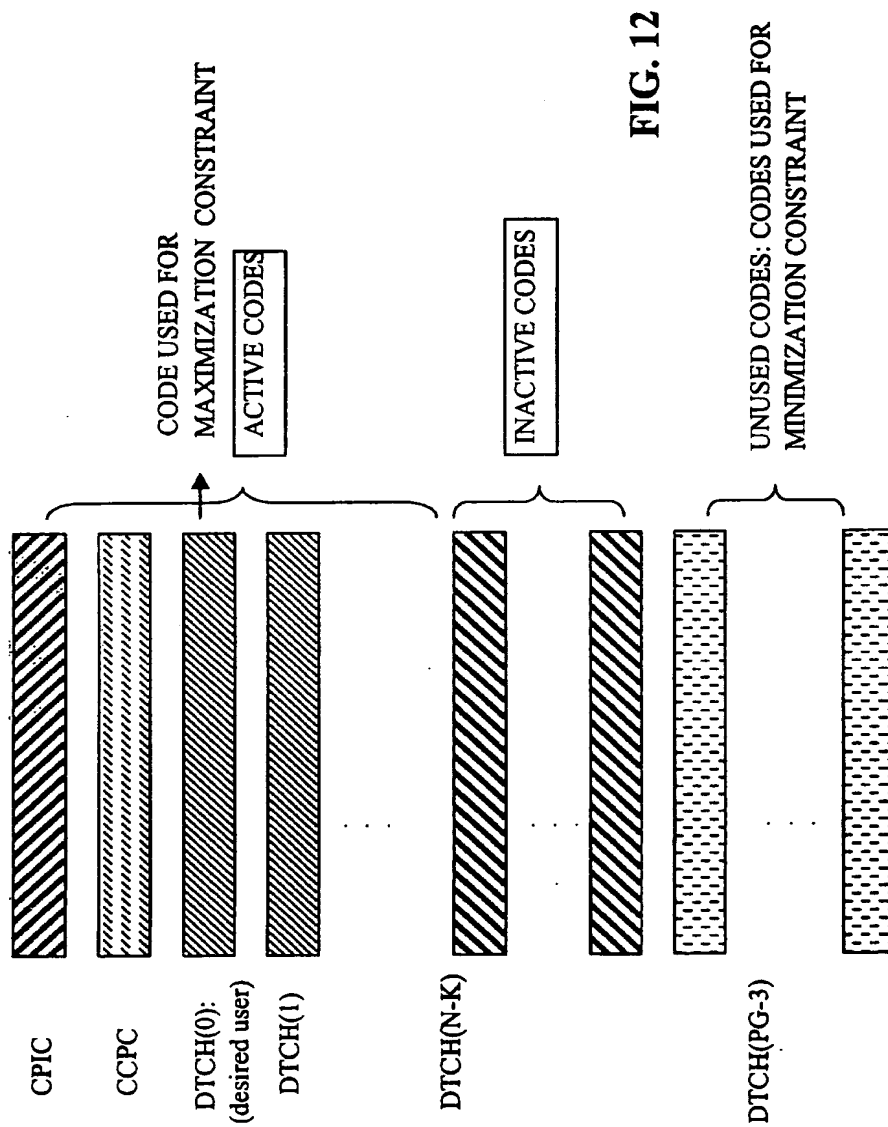 CPIC
CCPC
DTCH(0):
(desired user)
DTCH(1)
DTCH(N-K)
DTCH(PG-3)
. . .
. . .
. . .
CODE USED FOR
MAXIMIZATION CONSTRAINT
ACTIVE CODES
INACTIVE CODES
UNUSED CODES: CODES USED FOR
MINIMIZATION CONSTRAINT
FIG. 12